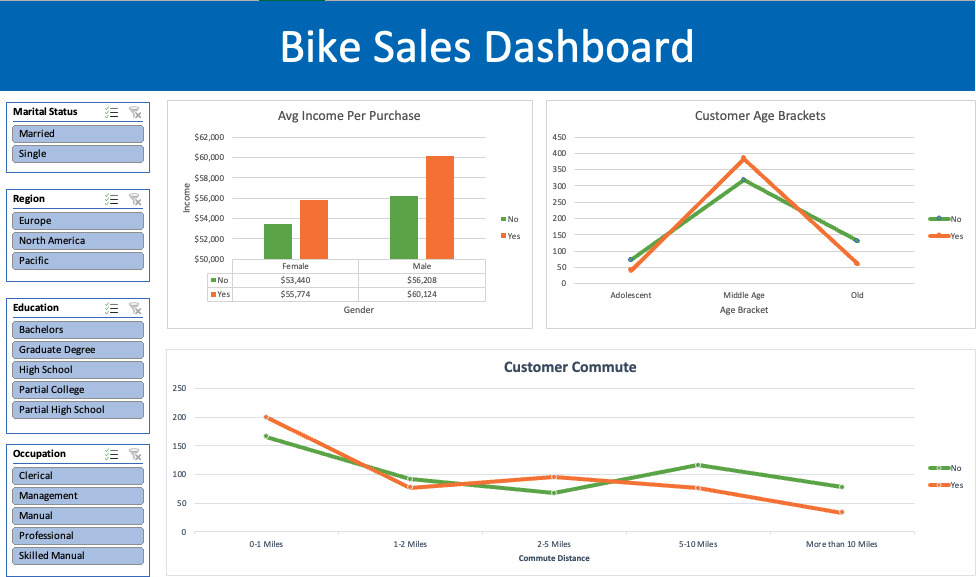 Bike Sales Dashboard
Marital Status
Married
Single
Region
Europe
North America
Pacific
Education
Bachelors
Graduate Degree
High School
Partial College
Partial High School
Occupation
Clerical
Management
Manual
Professional
Skilled Manual
Avg Income Per Purchase
$62,000
$60,000
$58,000
$56,000
$54,000
$52,000
$50,000
Income
Female Male
No $53,440 $56,208
Yes $55,774 $60,124
Gender
No
Yes
Customer Age Brackets
450
400
350
300
250
200
150
100
50
0
Adolescent Middle Age Old
Age Bracket
No
Yes
Customer Commute
250
200
150
100
50
0
0-1 Miles 1-2 Miles 2-5 Miles 5-10 Miles More than 10 Miles
Commute Distance
No
Yes